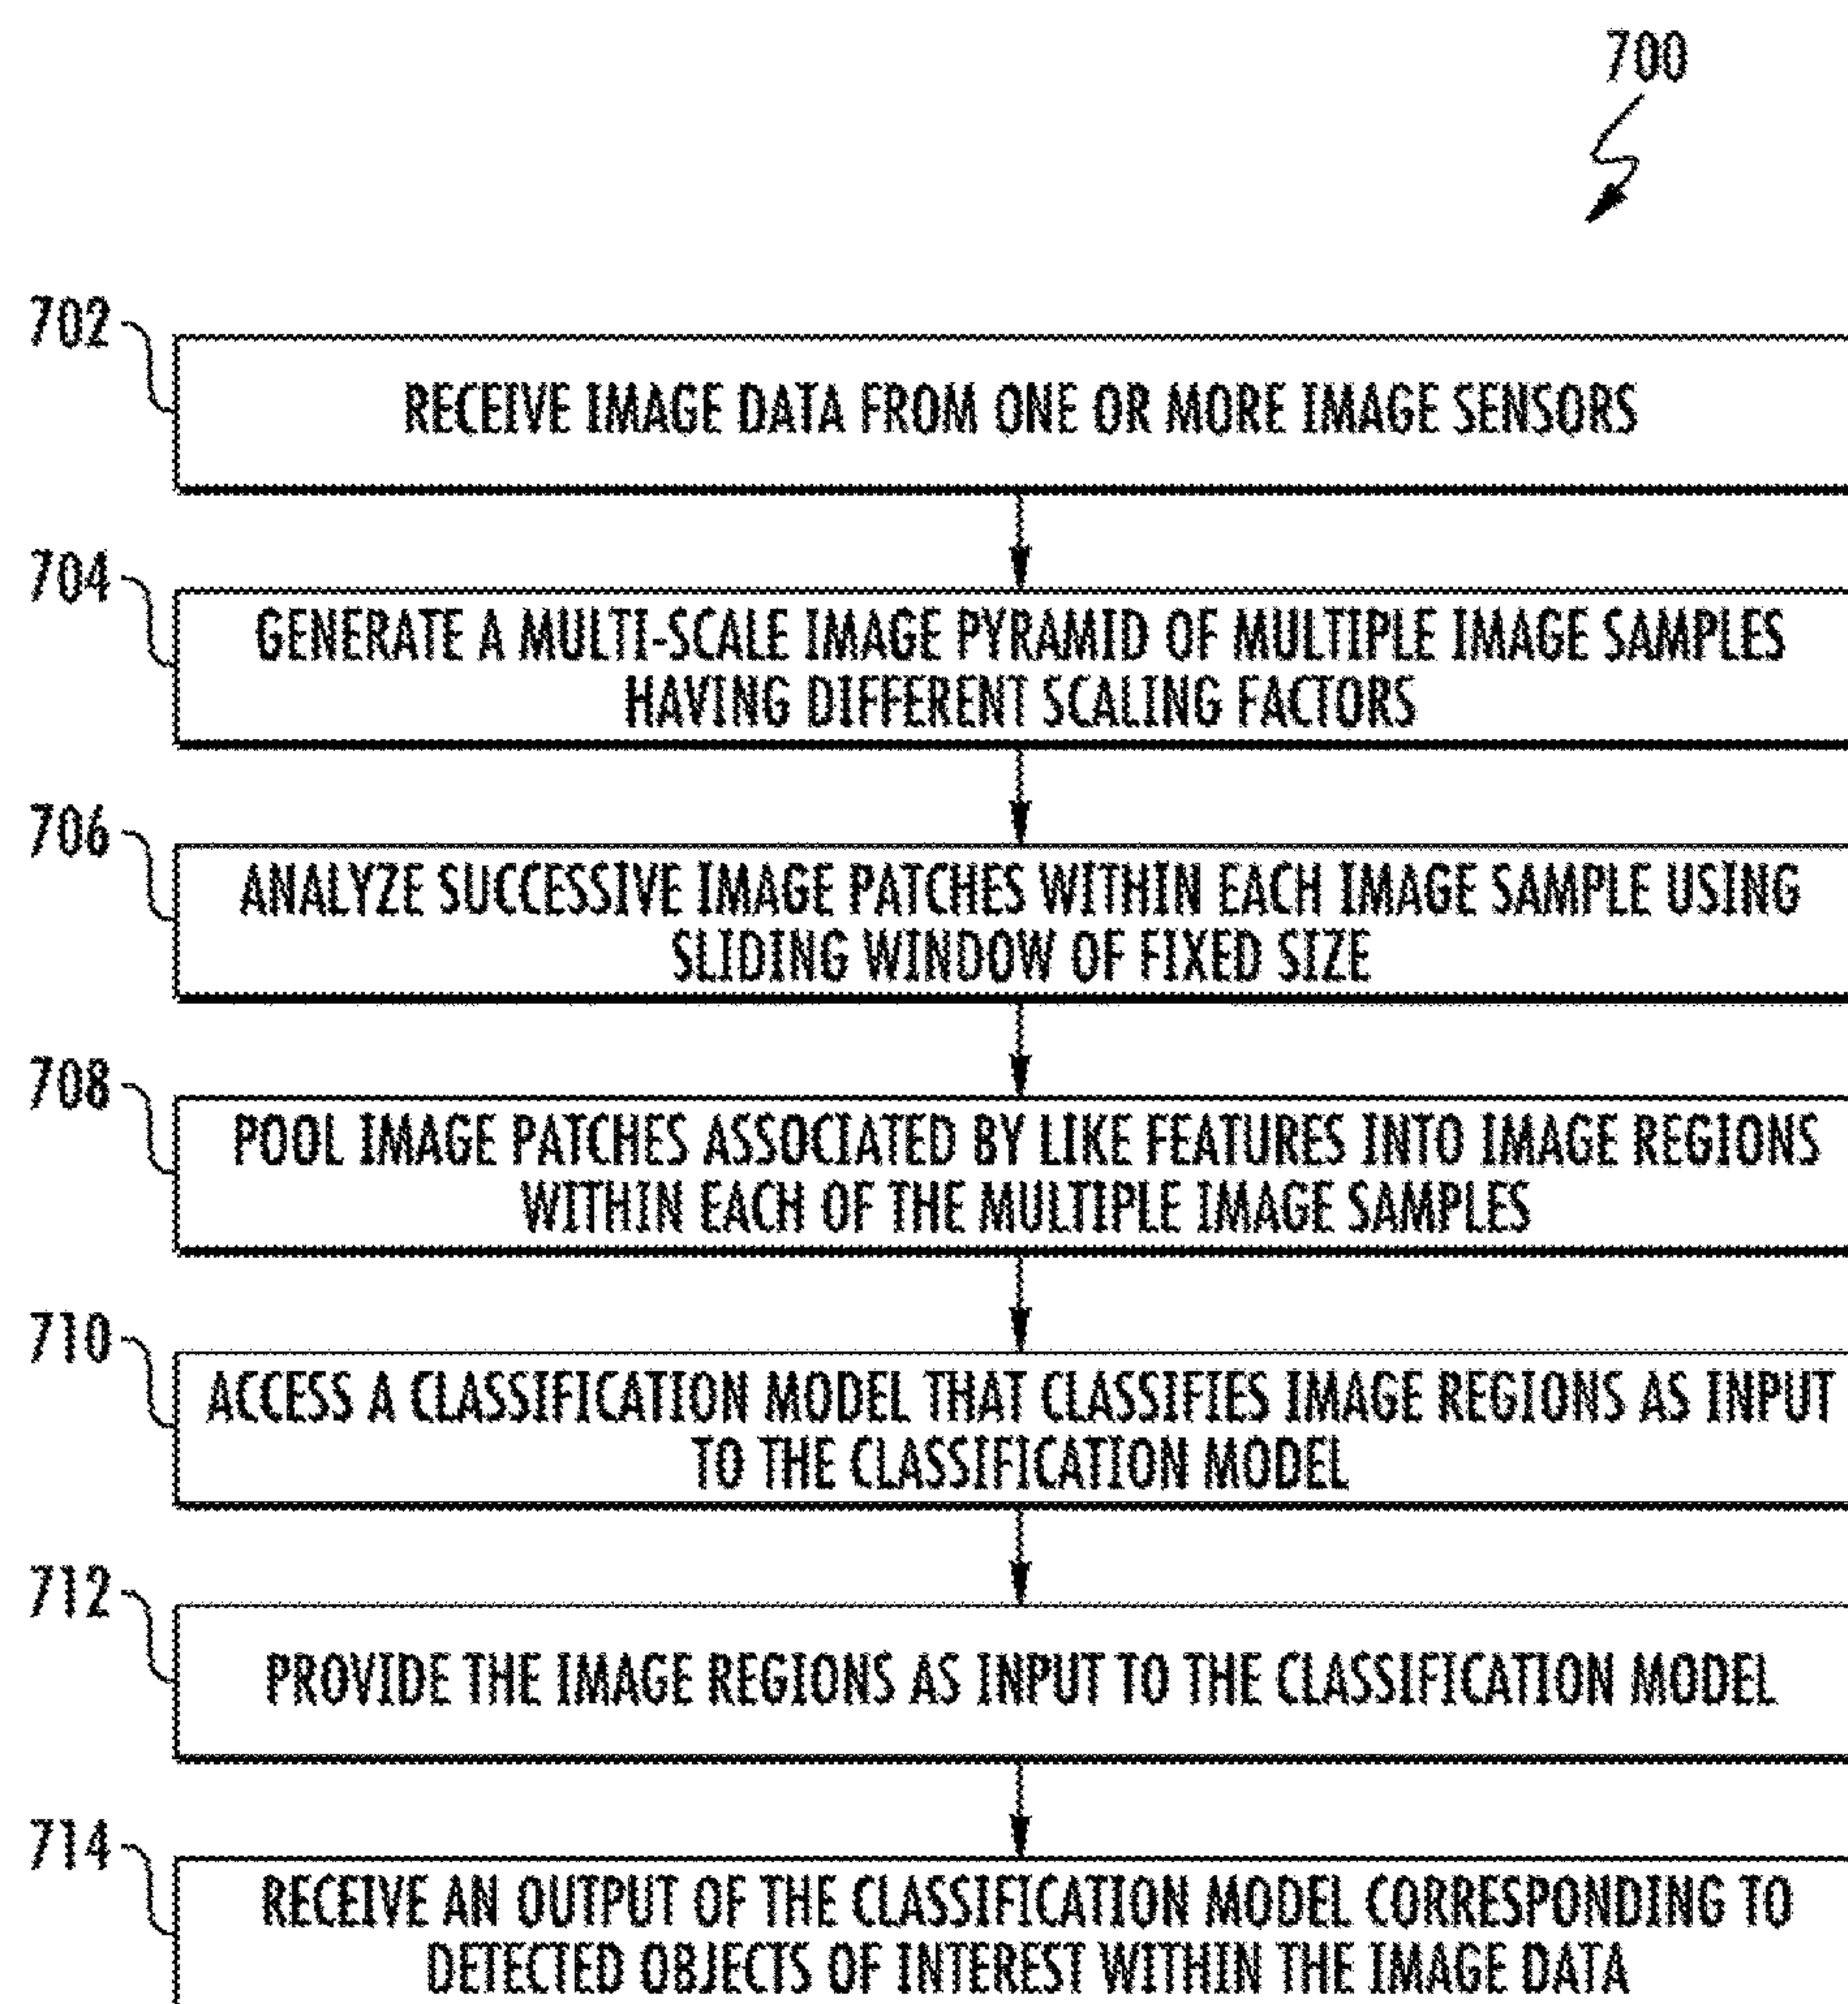 700
702
RECEIVE IMAGE DATA FROM ONE OR MORE IMAGE SENSORS
704
GENERATE A MULTI-SCALE IMAGE PYRAMID OF MULTIPLE IMAGE SAMPLES
HAVING DIFFERENT SCALING FACTORS
706
ANALYZE SUCCESSIVE IMAGE PATCHES WITHIN EACH IMAGE SAMPLE USING
SLIDING WINDOW OF FIXED SIZE
708
POOL IMAGE PATCHES ASSOCIATED BY LIKE FEATURES INTO IMAGE REGIONS
WITHIN EACH OF THE MULTIPLE IMAGE SAMPLES
710
ACCESS A CLASSIFICATION MODEL THAT CLASSIFIES IMAGE REGIONS AS INPUT
TO THE CLASSIFICATION MODEL
712
PROVIDE THE IMAGE REGIONS AS INPUT TO THE CLASSIFICATION MODEL
714
RECEIVE AN OUTPUT OF THE CLASSIFICATION MODEL CORRESPONDING TO
DETECTED OBJECTS OF INTEREST WITHIN THE IMAGE DATA